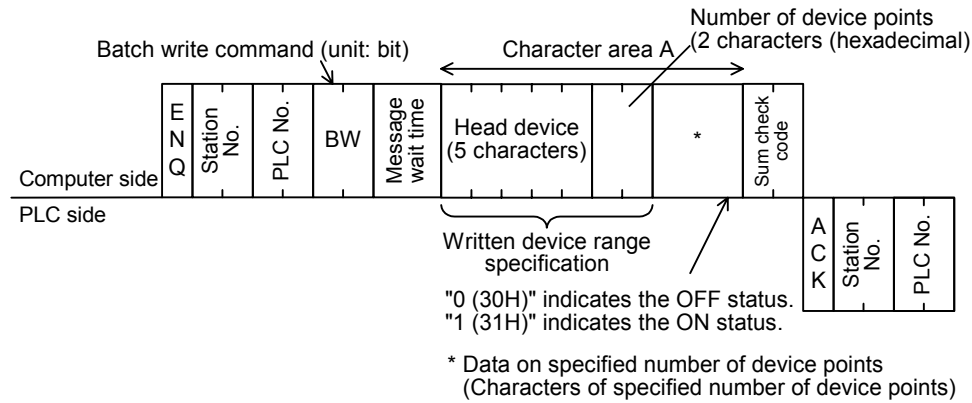 Number of device points
(2 characters (hexadecimal)
Batch write command (unit: bit)
Character area A
E
N
Q
Station
No.
PLC No.
BW
Message
wait time
Head device
(5 characters)
*
Sum check
code
Computer side
PLC side
A
C
K
Station
No.
PLC No.
Written device range
specification
"0 (30H)" indicates the OFF status.
"1 (31H)" indicates the ON status.
* Data on specified number of device points
(Characters of specified number of device points)